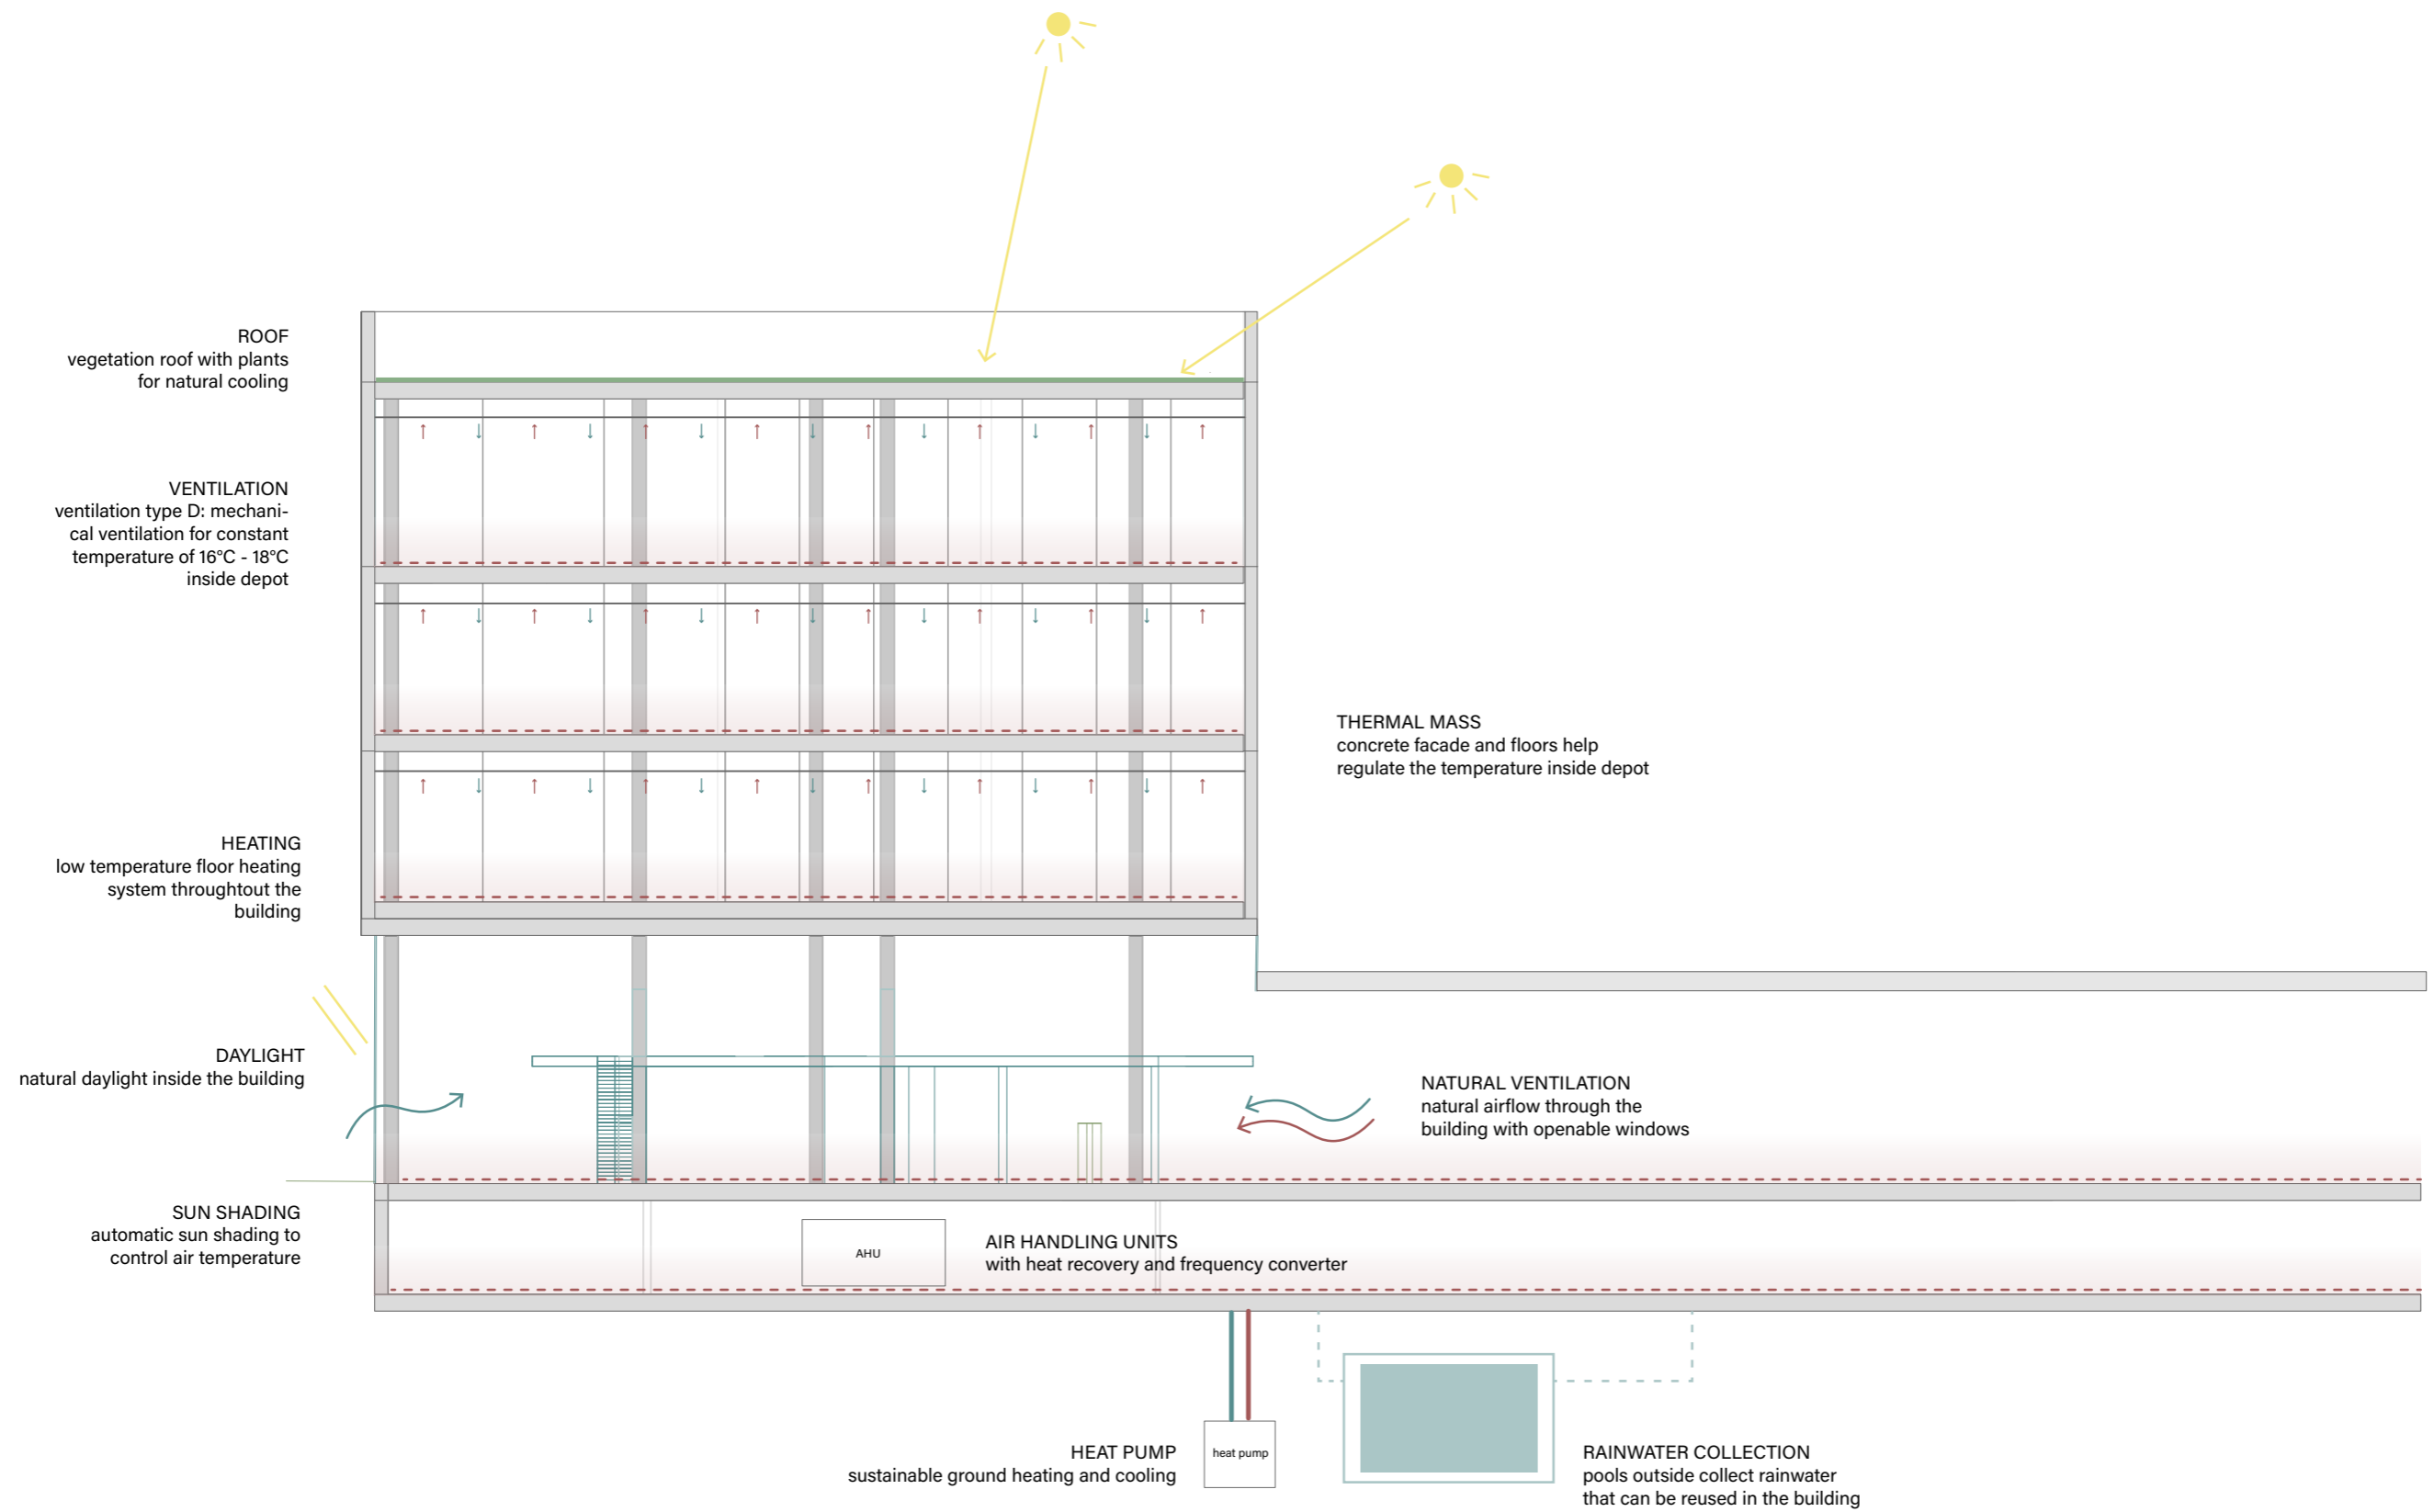 ROOF
vegetation roof with plants
for natural cooling
VENTILATION
ventilation type D: mechani-
cal ventilation for constant
temperature of 16°C - 18°C
inside depot
THERMAL MASS
concrete facade and floors help
regulate the temperature inside depot
HEATING
low temperature floor heating
system throughtout the
building
DAYLIGHT
natural daylight inside the building
NATURAL VENTILATION
natural airflow through the
building with openable windows
SUN SHADING
automatic sun shading to
control air temperature
AHU
AIR HANDLING UNITS
with heat recovery and frequency converter
HEAT PUMP
sustainable ground heating and cooling
heat pump
RAINWATER COLLECTION
pools outside collect rainwater
that can be reused in the building